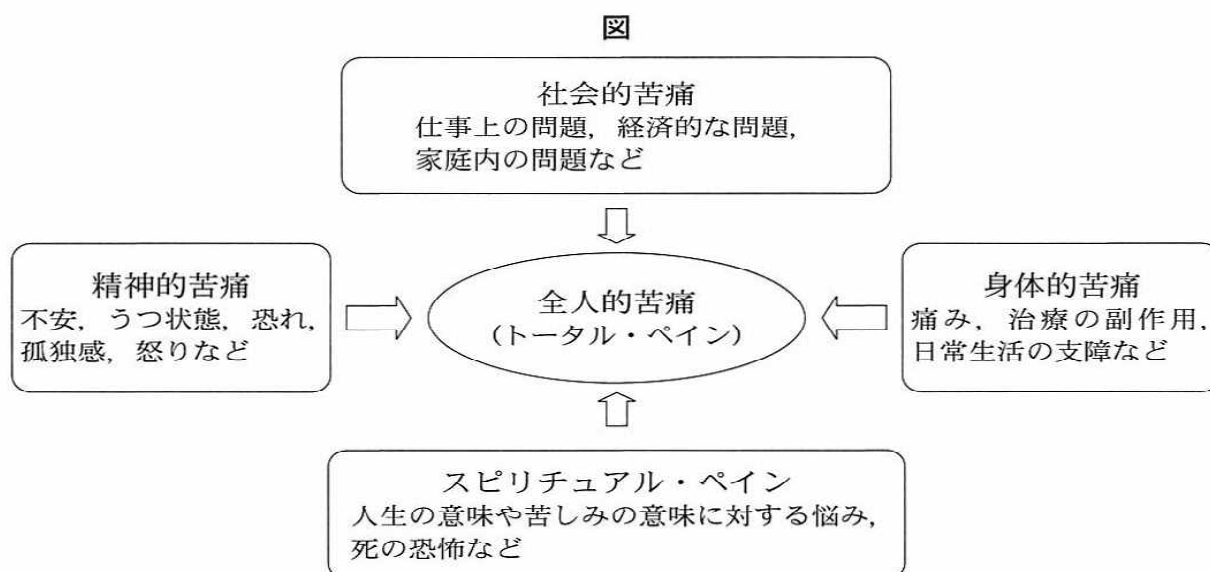 図
社会的苦痛
仕事上の問題，経済的な問題，
家庭内の問題など
精神的苦痛
不安，うつ状態，恐れ，
孤独感，怒りなど
全人的苦痛
（トータル・ペイン）
身体的苦痛
痛み，治療の副作用，
日常生活の支障など
スピリチュアル・ペイン
人生の意味や苦しみの意味に対する悩み，
死の恐怖など